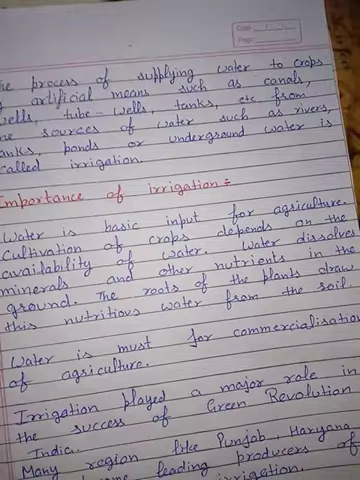 Date
Page
he process of supplying water to crops
y artificial means such as canals,
wells, tube-wells, tanks, etc from
he sources of water such as rivers,
anks, ponds or underground water is
called irrigation.
Importance of irrigation:-
Water is basic input for agriculture.
Cultivation of crops depends on the
availability of water. Water dissolves
minerals and other nutrients in the
ground. The roots of the plants draw
this nutritious water from the soil.
Water is must for commercialisation
of agriculture.
Irrigation played a major role in
the success of Green Revolution
India.
Many region like Punjab, Haryana
leading producers of
irrigation.